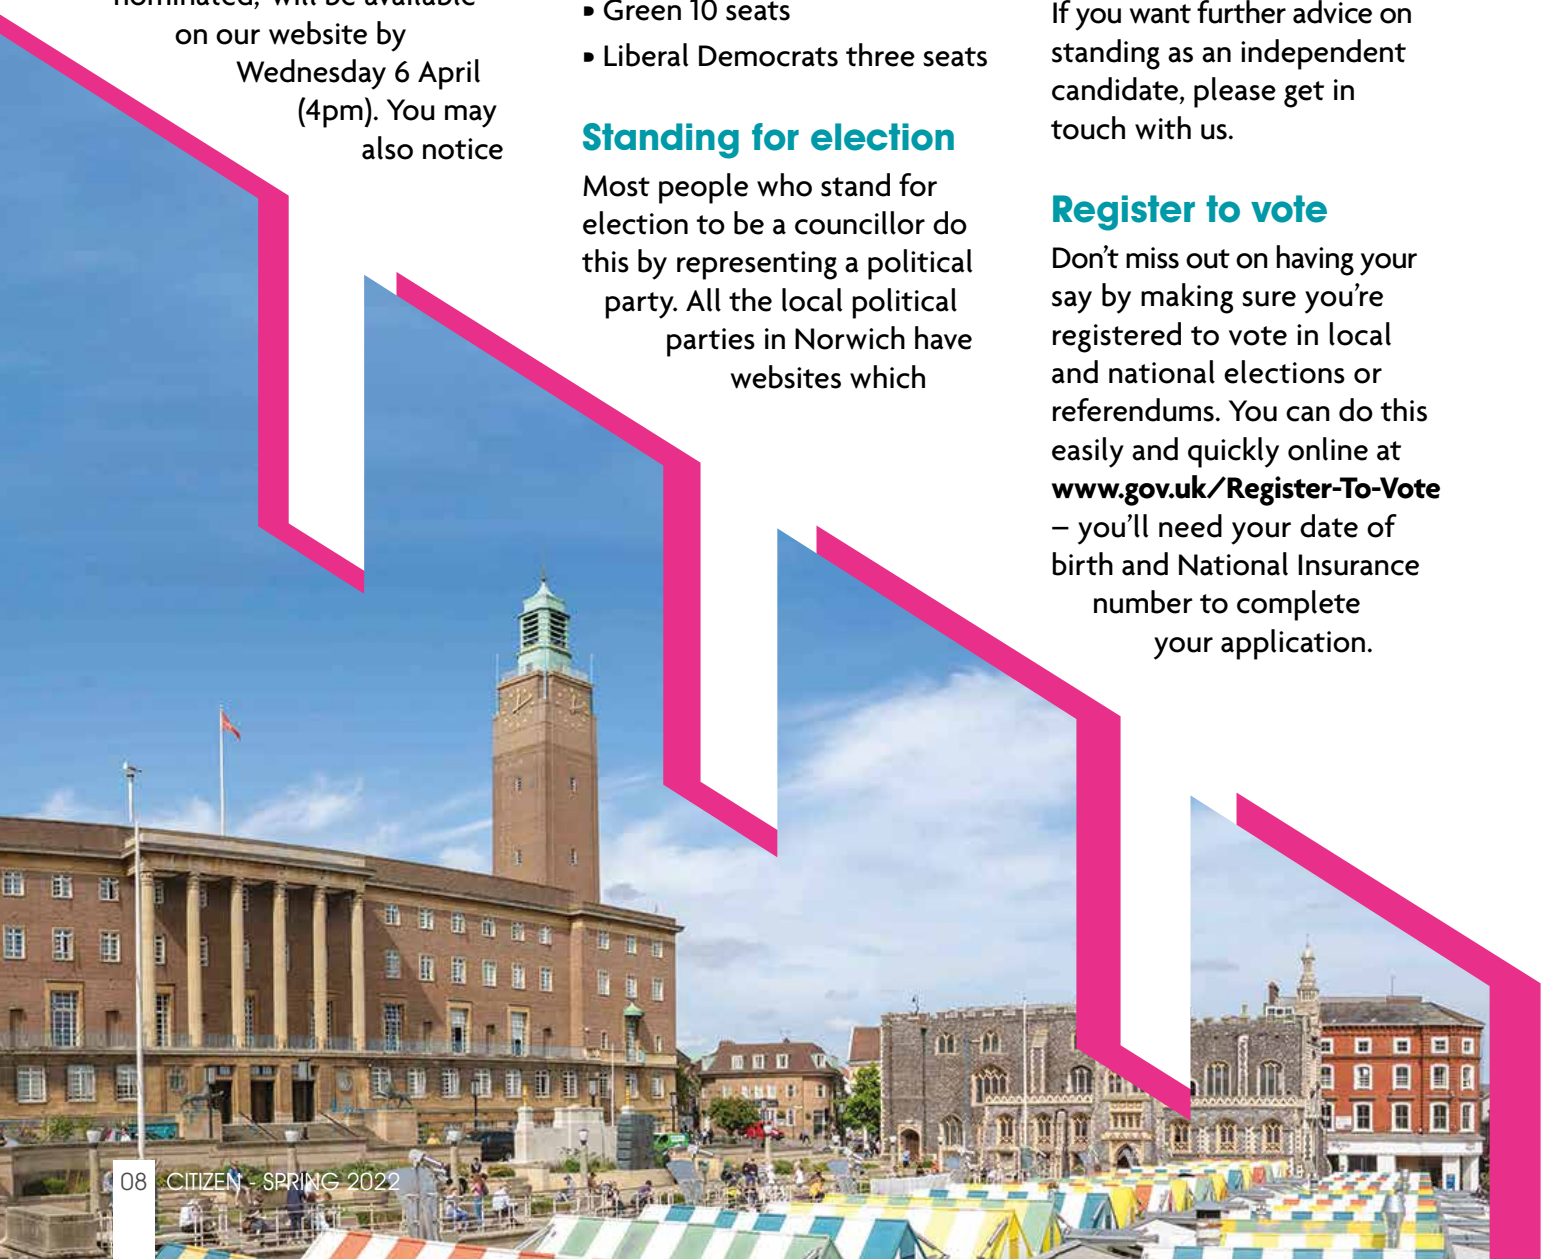 nominated, will be available
on our website by
Wednesday 6 April
(4pm). You may
also notice
Green 10 seats
Liberal Democrats three seats
Standing for election
Most people who stand for
election to be a councillor do
this by representing a political
party. All the local political
parties in Norwich have
websites which
If you want further advice on
standing as an independent
candidate, please get in
touch with us.
Register to vote
Don’t miss out on having your
say by making sure you’re
registered to vote in local
and national elections or
referendums. You can do this
easily and quickly online at
www.gov.uk/Register-To-Vote
– you’ll need your date of
birth and National Insurance
number to complete
your application.
08 CITIZEN - SPRING 2022